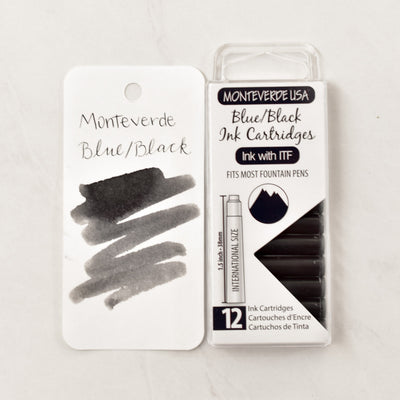 Monteverde
Blue/Black
MONTEVERDE USA
Blue/Black
Ink Cartridges
Ink with ITF
FITS MOST FOUNTAIN PENS
1.5 inch - 38mm
INTERNATIONAL SIZE
12
Ink Cartridges
Cartouches d'Encre
Cartuchos de Tinta